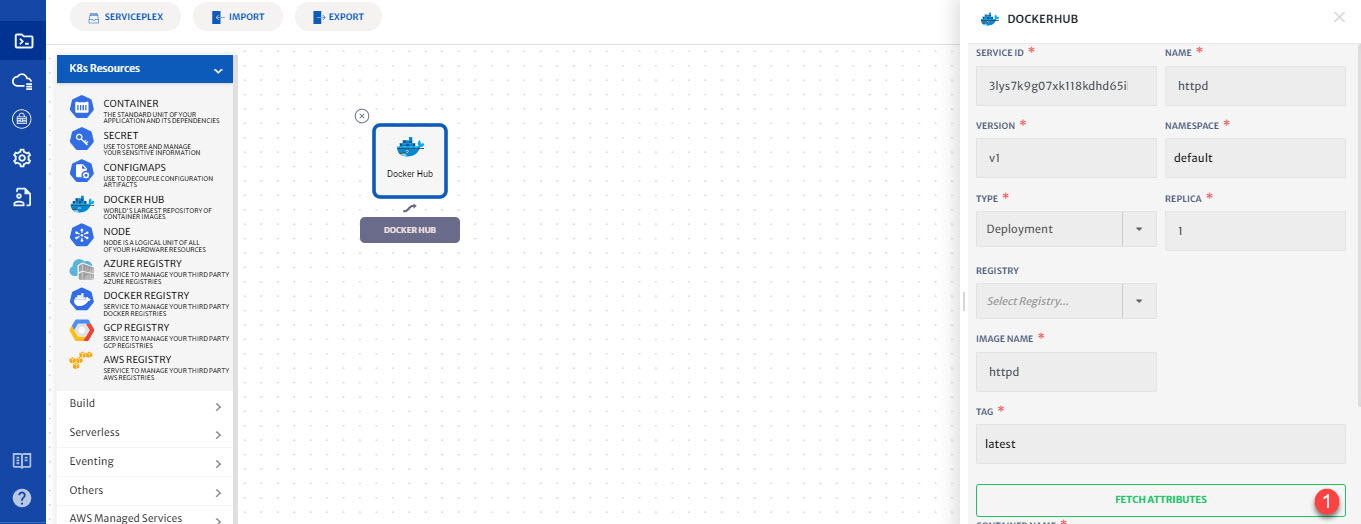 SERVICEPLEX
IMPORT
EXPORT
K8s Resources
CONTAINER
THE STANDARD UNIT OF YOUR
APPLICATION AND ITS DEPENDENCIES
SECRET
USE TO STORE AND MANAGE
YOUR SENSITIVE INFORMATION
CONFIGMAPS
USE TO DECOUPLE CONFIGURATION
ARTIFACTS
DOCKER HUB
WORLD'S LARGEST REPOSITORY OF
CONTAINER IMAGES
NODE
NODE IS A LOGICAL UNIT OF ALL
OF YOUR HARDWARE RESOURCES
AZURE REGISTRY
SERVICE TO MANAGE YOUR THIRD PARTY
AZURE REGISTRIES
DOCKER REGISTRY
SERVICE TO MANAGE YOUR THIRD PARTY
DOCKER REGISTRIES
GCP REGISTRY
SERVICE TO MANAGE YOUR THIRD PARTY
GCP REGISTRIES
AWS REGISTRY
SERVICE TO MANAGE YOUR THIRD PARTY
AWS REGISTRIES
Build
Serverless
Eventing
Others
AWS Managed Services
Docker Hub
DOCKER HUB
DOCKERHUB
SERVICE ID * NAME *
3lys7k9g07xk118kdhd65i httpd
VERSION * NAMESPACE *
v1 default
TYPE * REPLICA *
Deployment 1
REGISTRY
Select Registry...
IMAGE NAME *
httpd
TAG *
latest
FETCH ATTRIBUTES
1
CONTAINER NAME *